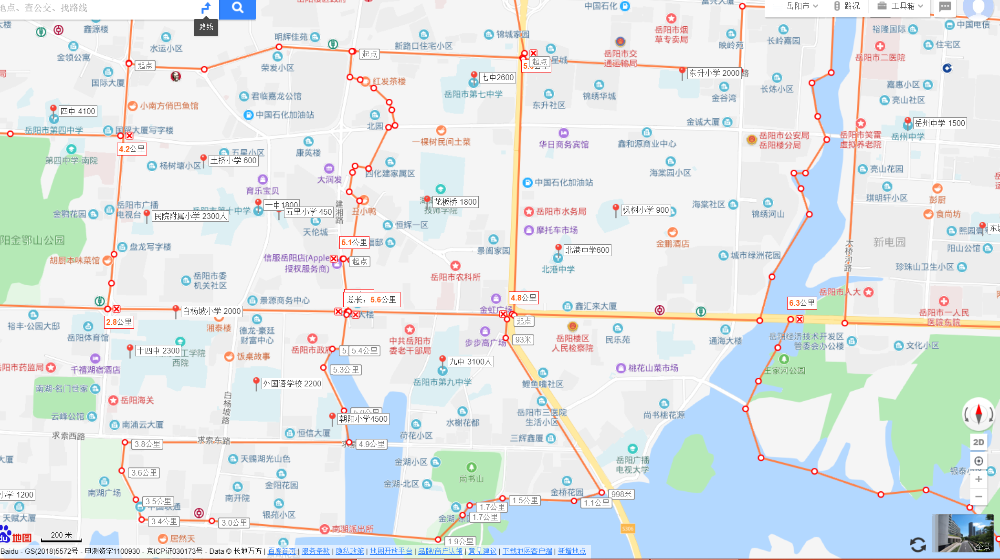 地点、查公交、找路线
路线
岳阳市
路况
工具箱
中国石化
鑫源楼
水运小区
金领公寓
国际大厦
起点
明辉佳苑
荣发小区
新路口住宅小区
起点
锦城家园
起点
星城
岳阳市交
通运输局
岳阳市烟
草专卖局
映岭苑
长岭嘉园
裕隆国际
中国电信
住宅区
岳阳市二医院
东升小学 2000
路
七中2600
岳阳市第七中学
红发茶楼
君临嘉龙公馆
中国石化加油站
小南方俏巴鱼馆
四中 4100
岳阳市第四中学
国贸大厦写字楼
4.2公里
第四中学-南院
五星小区
土桥小学 600
杨树塘小区
康英楼
北园
一棵树民间土菜
东升社区
锦绣华城
金谷湾
长炼小区
嘉惠小区
亮山社区
金诚大厦
华日商务宾馆
鑫和源商业中心
岳阳市公安局
岳阳楼分局
岳阳市笑雷
虚拟养老院
岳州中学 1500
岳州中学
大润发
四化建家属区
育乐宝贝
中国石化加油站
海棠园小区
亮山花园
琪明轩小区
彭厨
食尚坊
金鹗花园
岳阳市广播
电视台
民院附属小学 2300人
岳阳市第十中学
十中1800
五里小学 450
天伦城
建湘路
丑小鸭
恒辉一区
花板桥 1800
技师学院
岳阳市水务局
摩托车市场
枫树小学 900
海棠社区
锦绣河山
金鹏酒店
新电园
阳山公馆
珍珠山卫生小区
阳金鄂山公园
盘龙写字楼
胡厨本味菜馆
5.1公里
福邸
信服岳阳店(Apple
授权服务商)
起点
景阖家园
岳阳市农科所
北港中学600
北港中学
城市绿洲花园
大桥河路
岳阳市委
机关社区
景源商务中心
白杨坡小学 2000
2.8公里
总长：5.6公里
大楼
4.8公里
金虹广场
起点
鑫汇来大厦
6.3公里
岳阳市人大
岳阳市一人民
医院东院
裕丰·公园大邸
岳阳体育馆
湘泰楼
德龙·豪廷
财富中心
岳阳市政府
5.4公里
5.3公里
中共岳阳市
委老干部局
步步高广场
93米
岳阳楼区
人民检察院
民乐苑
通海大楼
岳阳经济技术开发区
管委会办公楼
文化小区
十四中 2300
工学院
西院
饭桌故事
千禧湖宿酒店
岳阳市药监局
九中 3100人
岳阳市第九中学
桃花山菜市场
王家河公园
鲤鱼嘴社区
外国语学校 2200
南湖·名门世家
岳阳海关
白杨坡路
云峰公馆
南浦云大厦
5.0公里
朝阳小学4500
水榭花都
荷花小区
岳阳市三医院
生活小区
尚书桃花源
求索西路
求索东路
恒信大厦
三辉鑫厦
3.8公里
4.9公里
天赐湖光山色
金湖小区
尚书山
岳阳广播
电视大学
2D
3.6公里
南湖广场
金阳花园
南开院
金湖-北区
金桥花园
998米
小学 1200
3.5公里
天赋大厦
银苑小区
1.7公里
1.5公里
1.1公里
3.4公里
3.0公里
1.7公里
S306
南湖派出所
居然天
1.9公里
200 米
du地图
全景
Baidu - GS(2018)5572号 - 甲测资字1100930 - 京ICP证030173号 - Data © 长地万方 | 百度首页 | 服务条款 | 隐私政策 | 地图开放平台 | 品牌/商户认领 | 意见建议 | 下载地图客户端 | 新增地点